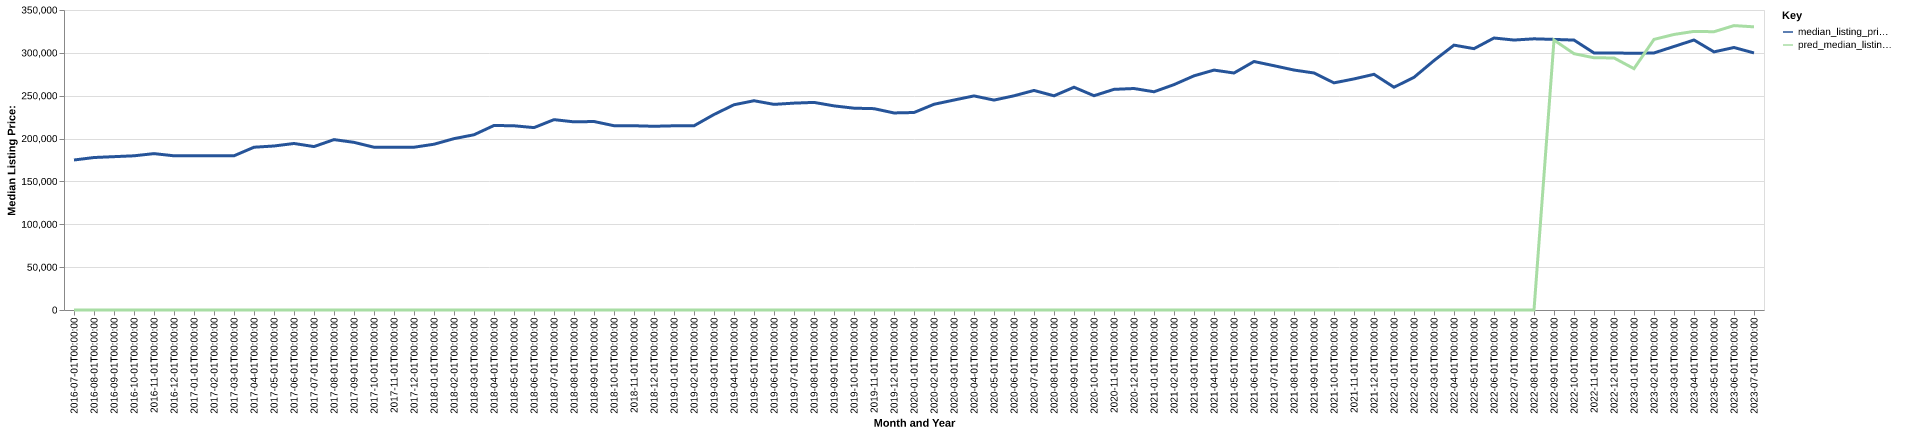 350,000
300,000
250,000
200,000
150,000
100,000
50,000
0
Median Listing Price:
2016-07-01T00:00:00
2016-08-01T00:00:00
2016-09-01T00:00:00
2016-10-01T00:00:00
2016-11-01T00:00:00
2016-12-01T00:00:00
2017-01-01T00:00:00
2017-02-01T00:00:00
2017-03-01T00:00:00
2017-04-01T00:00:00
2017-05-01T00:00:00
2017-06-01T00:00:00
2017-07-01T00:00:00
2017-08-01T00:00:00
2017-09-01T00:00:00
2017-10-01T00:00:00
2017-11-01T00:00:00
2017-12-01T00:00:00
2018-01-01T00:00:00
2018-02-01T00:00:00
2018-03-01T00:00:00
2018-04-01T00:00:00
2018-05-01T00:00:00
2018-06-01T00:00:00
2018-07-01T00:00:00
2018-08-01T00:00:00
2018-09-01T00:00:00
2018-10-01T00:00:00
2018-11-01T00:00:00
2018-12-01T00:00:00
2019-01-01T00:00:00
2019-02-01T00:00:00
2019-03-01T00:00:00
2019-04-01T00:00:00
2019-05-01T00:00:00
2019-06-01T00:00:00
2019-07-01T00:00:00
2019-08-01T00:00:00
2019-09-01T00:00:00
2019-10-01T00:00:00
2019-11-01T00:00:00
2019-12-01T00:00:00
2020-01-01T00:00:00
2020-02-01T00:00:00
2020-03-01T00:00:00
2020-04-01T00:00:00
2020-05-01T00:00:00
2020-06-01T00:00:00
2020-07-01T00:00:00
2020-08-01T00:00:00
2020-09-01T00:00:00
2020-10-01T00:00:00
2020-11-01T00:00:00
2020-12-01T00:00:00
2021-01-01T00:00:00
2021-02-01T00:00:00
2021-03-01T00:00:00
2021-04-01T00:00:00
2021-05-01T00:00:00
2021-06-01T00:00:00
2021-07-01T00:00:00
2021-08-01T00:00:00
2021-09-01T00:00:00
2021-10-01T00:00:00
2021-11-01T00:00:00
2021-12-01T00:00:00
2022-01-01T00:00:00
2022-02-01T00:00:00
2022-03-01T00:00:00
2022-04-01T00:00:00
2022-05-01T00:00:00
2022-06-01T00:00:00
2022-07-01T00:00:00
2022-08-01T00:00:00
2022-09-01T00:00:00
2022-10-01T00:00:00
2022-11-01T00:00:00
2022-12-01T00:00:00
2023-01-01T00:00:00
2023-02-01T00:00:00
2023-03-01T00:00:00
2023-04-01T00:00:00
2023-05-01T00:00:00
2023-06-01T00:00:00
2023-07-01T00:00:00
Month and Year
Key
median_listing_pri…
pred_median_listin…